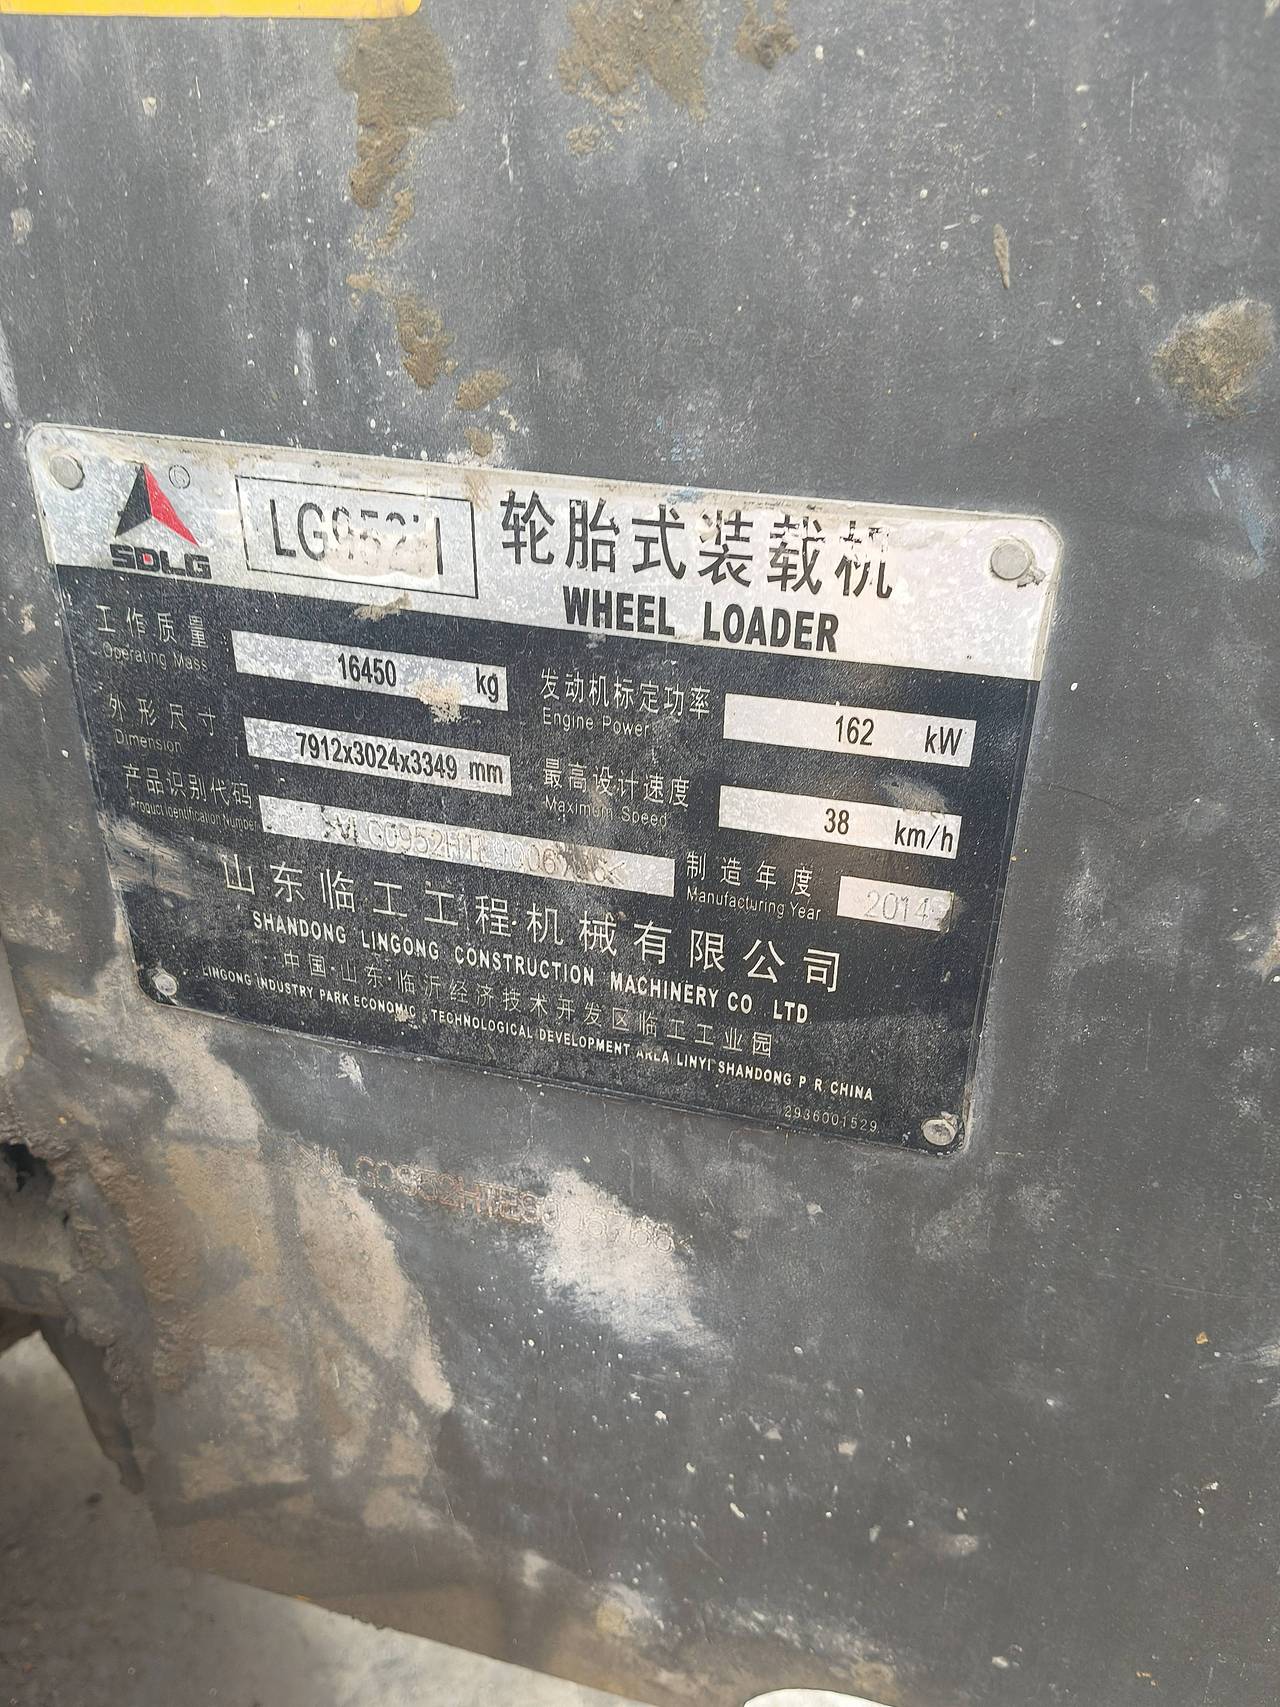 SDLG
LG952H
轮胎式装载机
WHEEL LOADER
工作质量
Operating Mass
16450 kg
发动机标定功率
Engine Power
162 kW
外形尺寸
Dimension
7912x3024x3349 mm
最高设计速度
Maximum Speed
38 km/h
产品识别代码
Product Identification Number
制造年度
Manufacturing Year
2014
山东临工工程机械有限公司
SHANDONG LINGONG CONSTRUCTION MACHINERY CO LTD
中国·山东·临沂经济技术开发区临工工业园
LINGONG INDUSTRY PARK ECONOMIC TECHNOLOGICAL DEVELOPMENT AREA LINYI SHANDONG P R CHINA
2936001529